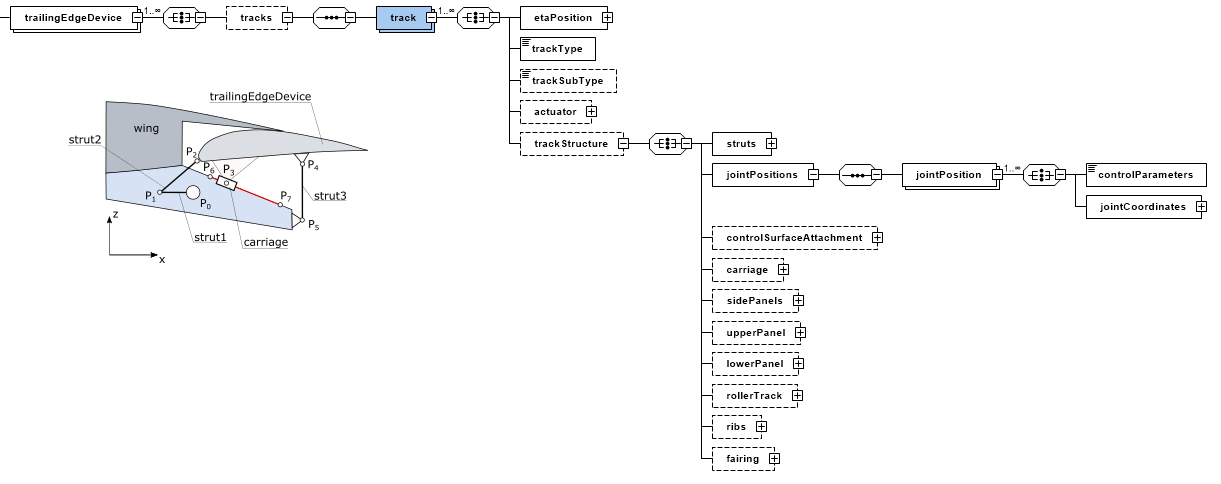 trailingEdgeDevice
1..∞
tracks
track
1..∞
etaPosition
trackType
trackSubType
actuator
trackStructure
struts
jointPositions
jointPosition
1..∞
controlParameters
jointCoordinates
controlSurfaceAttachment
carriage
sidePanels
upperPanel
lowerPanel
rollerTrack
ribs
fairing
trailingEdgeDevice
wing
strut2
P2
P6
P3
P4
P1
P0
P7
strut3
P5
z
strut1
carriage
x